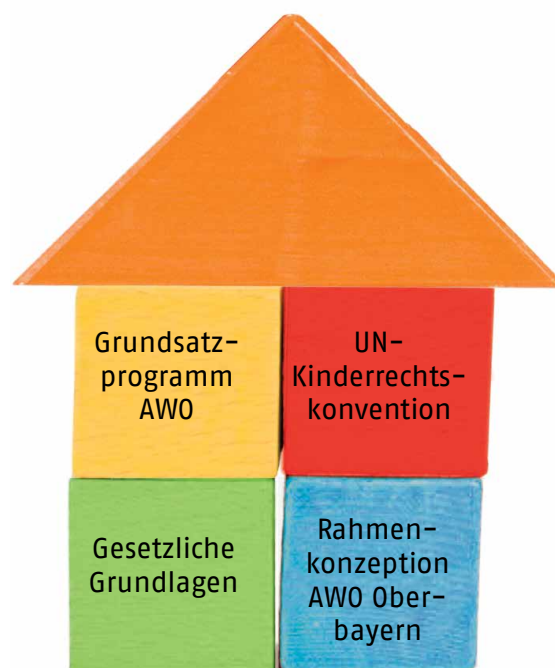 Grundsatz-
programm
AWO
UN-
Kinderrechts-
konvention
Gesetzliche
Grundlagen
Rahmen-
konzeption
AWO Ober-
bayern